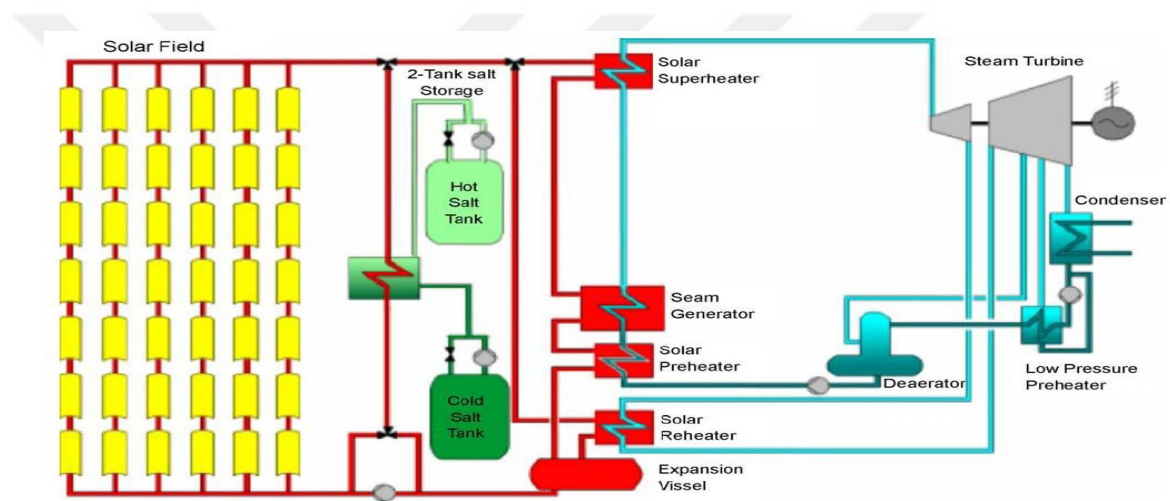 Solar Field
2-Tank salt
Storage
Hot
Salt
Tank
Cold
Salt
Tank
Solar
Superheater
Seam
Generator
Solar
Preheater
Solar
Reheater
Expansion
Vissel
Steam Turbine
Condenser
Deaerator
Low Pressure
Preheater